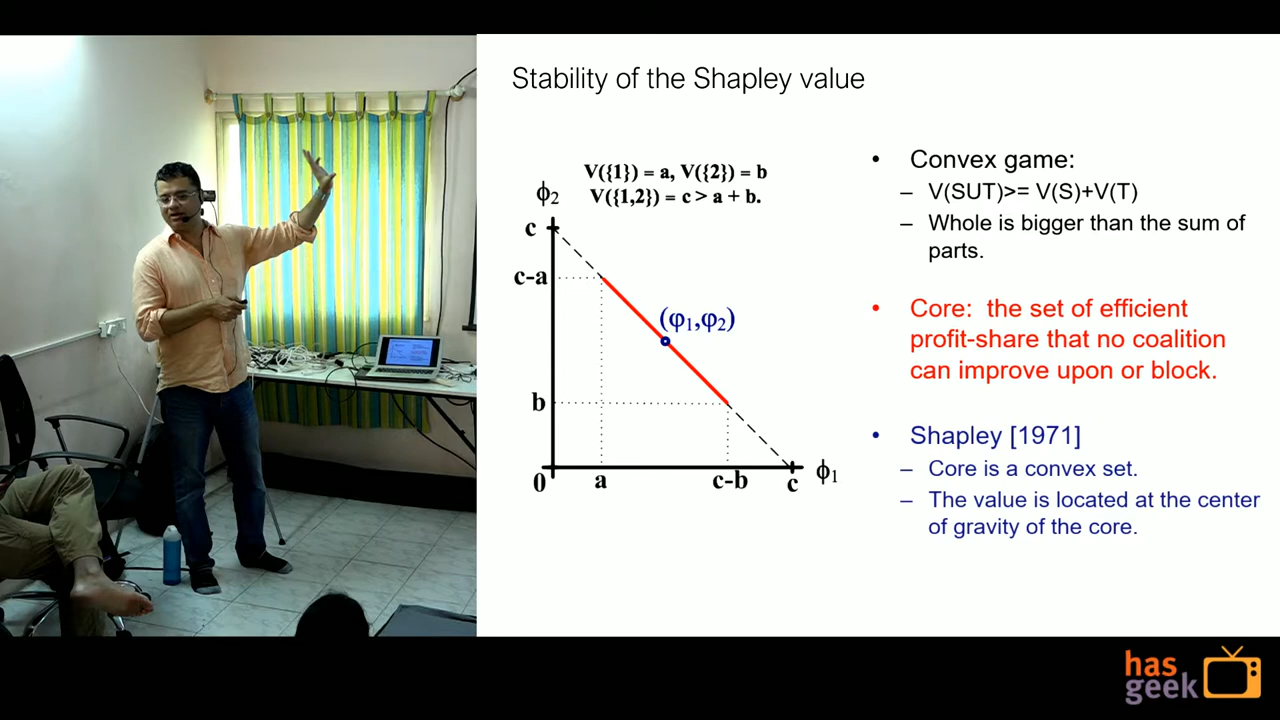 Stability of the Shapley value
V({1}) = a, V({2}) = b
V({1,2}) = c > a + b.
ϕ2
c
c-a
(φ1,φ2)
b
0
a
c-b
c
ϕ1
• Convex game:
– V(SUT)>= V(S)+V(T)
– Whole is bigger than the sum of
parts.
• Core: the set of efficient
profit-share that no coalition
can improve upon or block.
• Shapley [1971]
– Core is a convex set.
– The value is located at the center
of gravity of the core.
has
geek